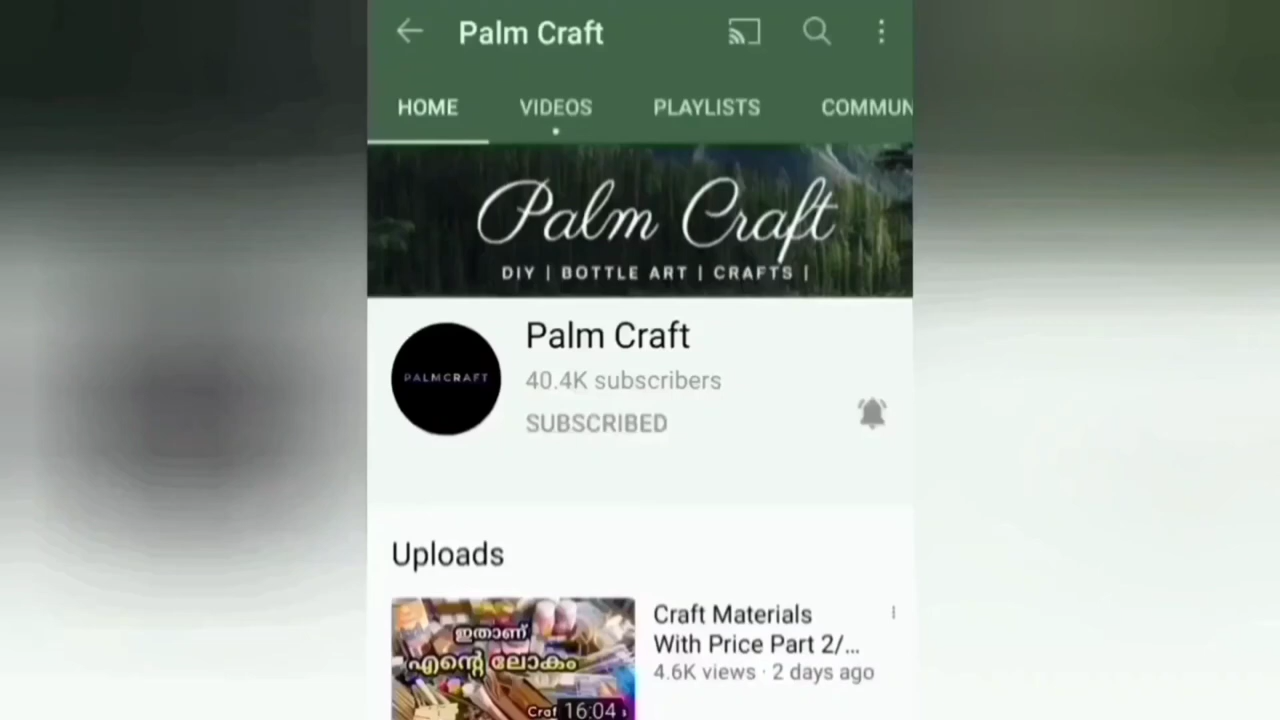 Palm Craft
HOME VIDEOS PLAYLISTS COMMUN
Palm Craft
DIY | BOTTLE ART | CRAFTS |
PALMCRAFT
Palm Craft
40.4K subscribers
SUBSCRIBED
Uploads
ഇതാണ്
എന്റെ ലോകം
Craf 16:04
Craft Materials
With Price Part 2/...
4.6K views · 2 days ago